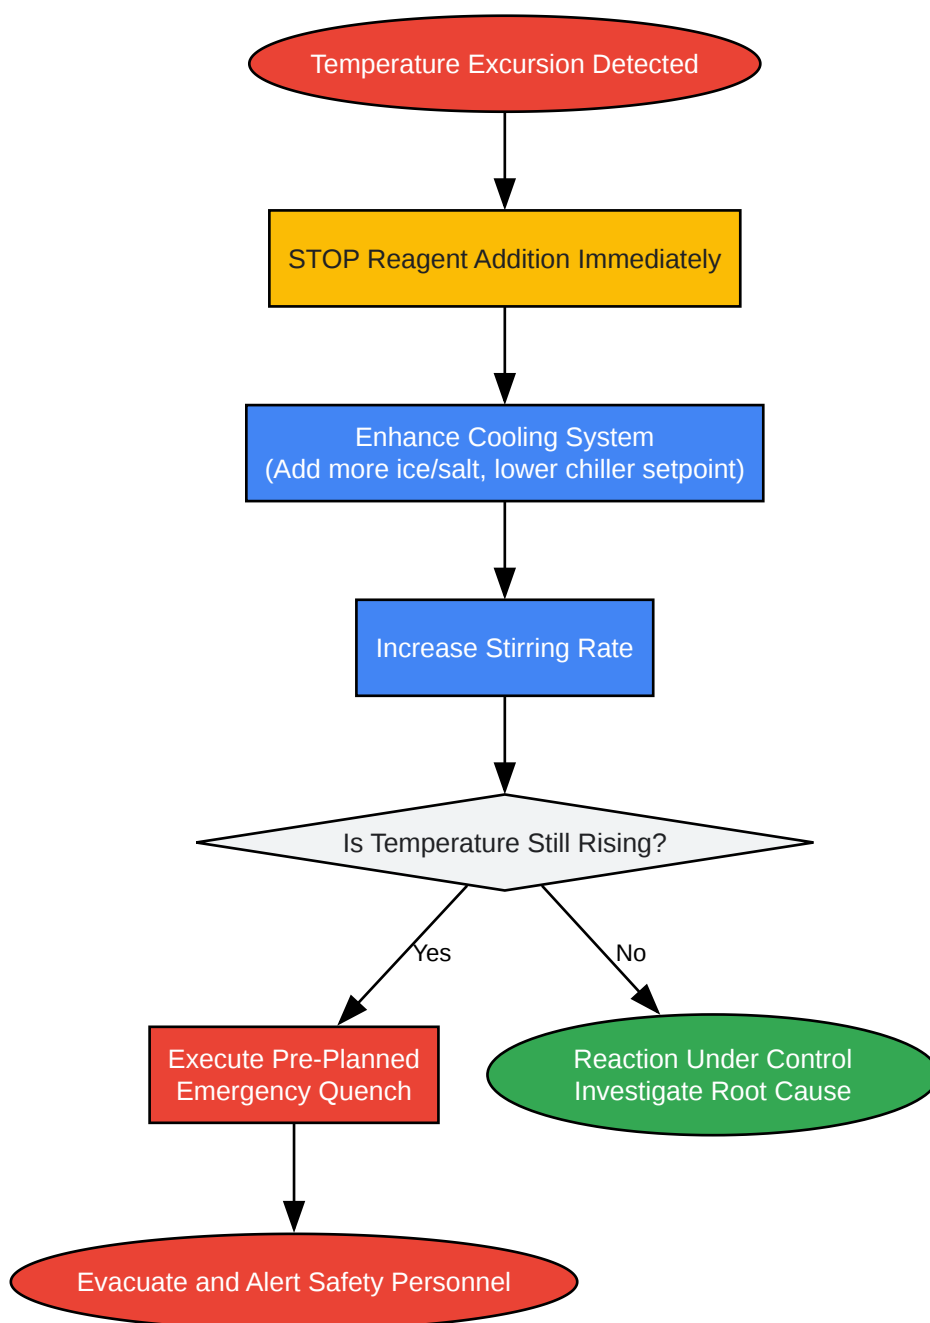 Temperature Excursion Detected
STOP Reagent Addition Immediately
Enhance Cooling System
(Add more ice/salt, lower chiller setpoint)
Increase Stirring Rate
Is Temperature Still Rising?
Yes
No
Execute Pre-Planned
Emergency Quench
Reaction Under Control
Investigate Root Cause
Evacuate and Alert Safety Personnel